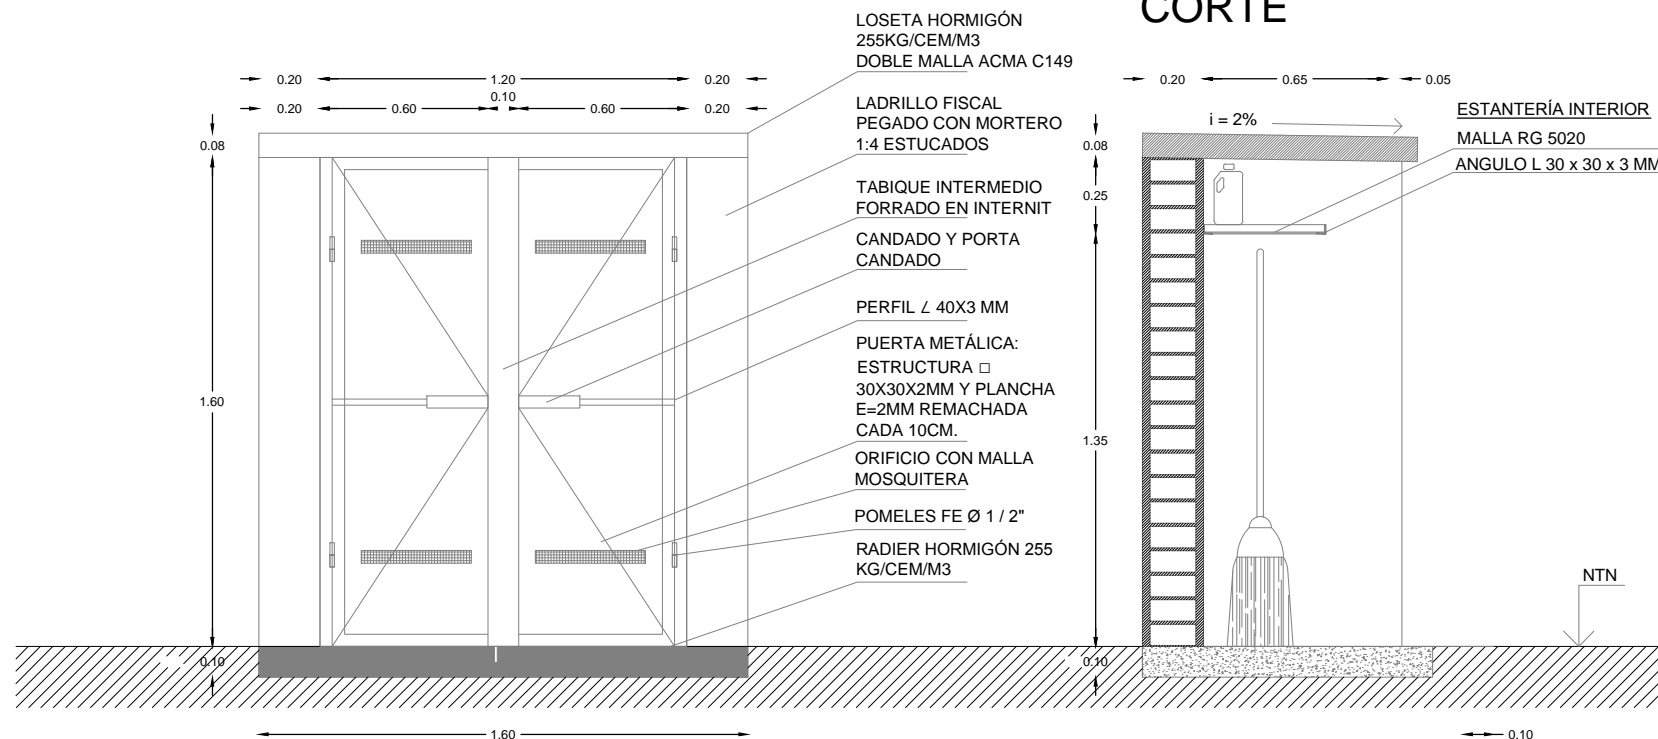 CORTE
0.20
1.20
0.20
0.20
0.60
0.10
0.60
0.20
0.08
1.60
0.10
1.60
LOSETA HORMIGÓN
255KG/CEM/M3
DOBLE MALLA ACMA C149
LADRILLO FISCAL
PEGADO CON MORTERO
1:4 ESTUCADOS
TABIQUE INTERMEDIO
FORRADO EN INTERNIT
CANDADO Y PORTA
CANDADO
PERFIL ∠ 40X3 MM
PUERTA METÁLICA:
ESTRUCTURA □
30X30X2MM Y PLANCHA
E=2MM REMACHADA
CADA 10CM.
ORIFICIO CON MALLA
MOSQUITERA
POMELES FE Ø 1 / 2"
RADIER HORMIGÓN 255
KG/CEM/M3
0.20
0.65
0.05
i = 2%
0.08
0.25
1.35
0.10
ESTANTERÍA INTERIOR
MALLA RG 5020
ANGULO L 30 x 30 x 3 MM
NTN
0.10